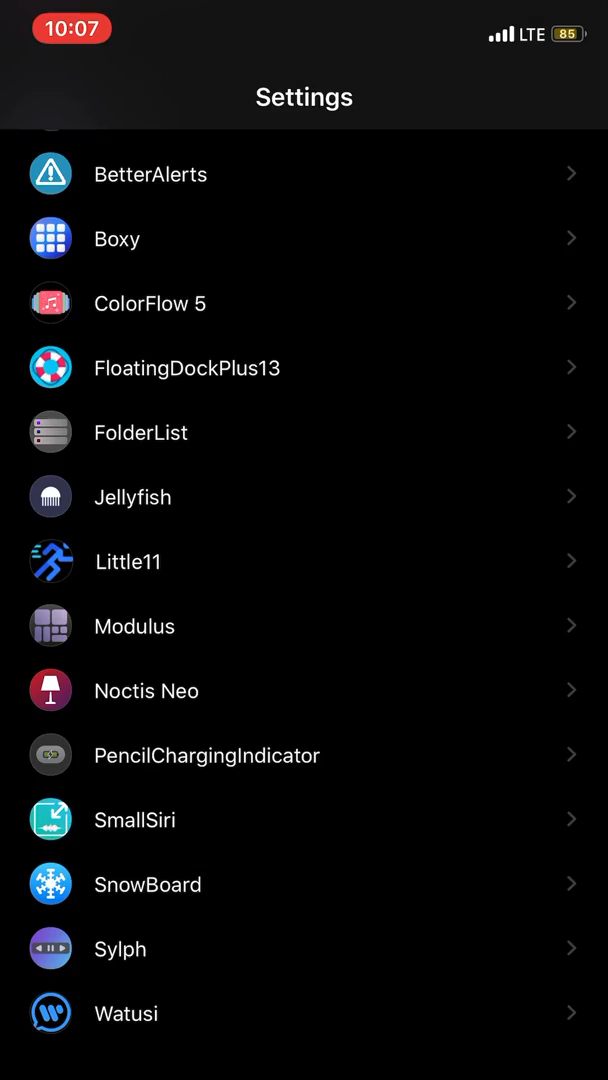 10:07
LTE 85
Settings
BetterAlerts
Boxy
ColorFlow 5
FloatingDockPlus13
FolderList
Jellyfish
Little11
Modulus
Noctis Neo
PencilChargingIndicator
SmallSiri
SnowBoard
Sylph
Watusi